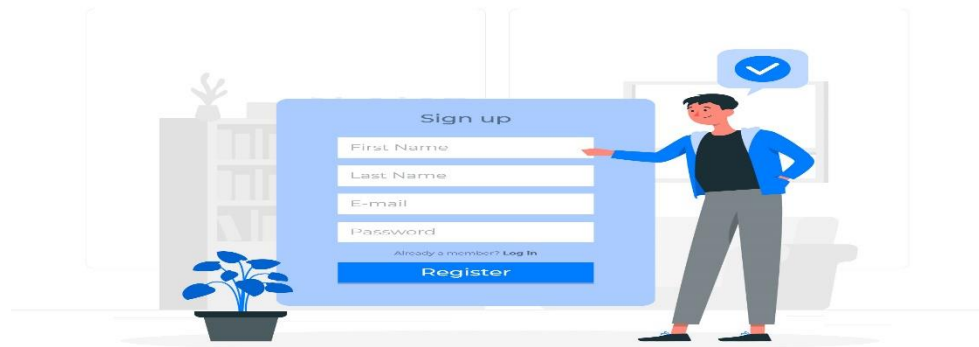 Sign up
First Name
Last Name
E-mail
Password
Already a member? Log In
Register